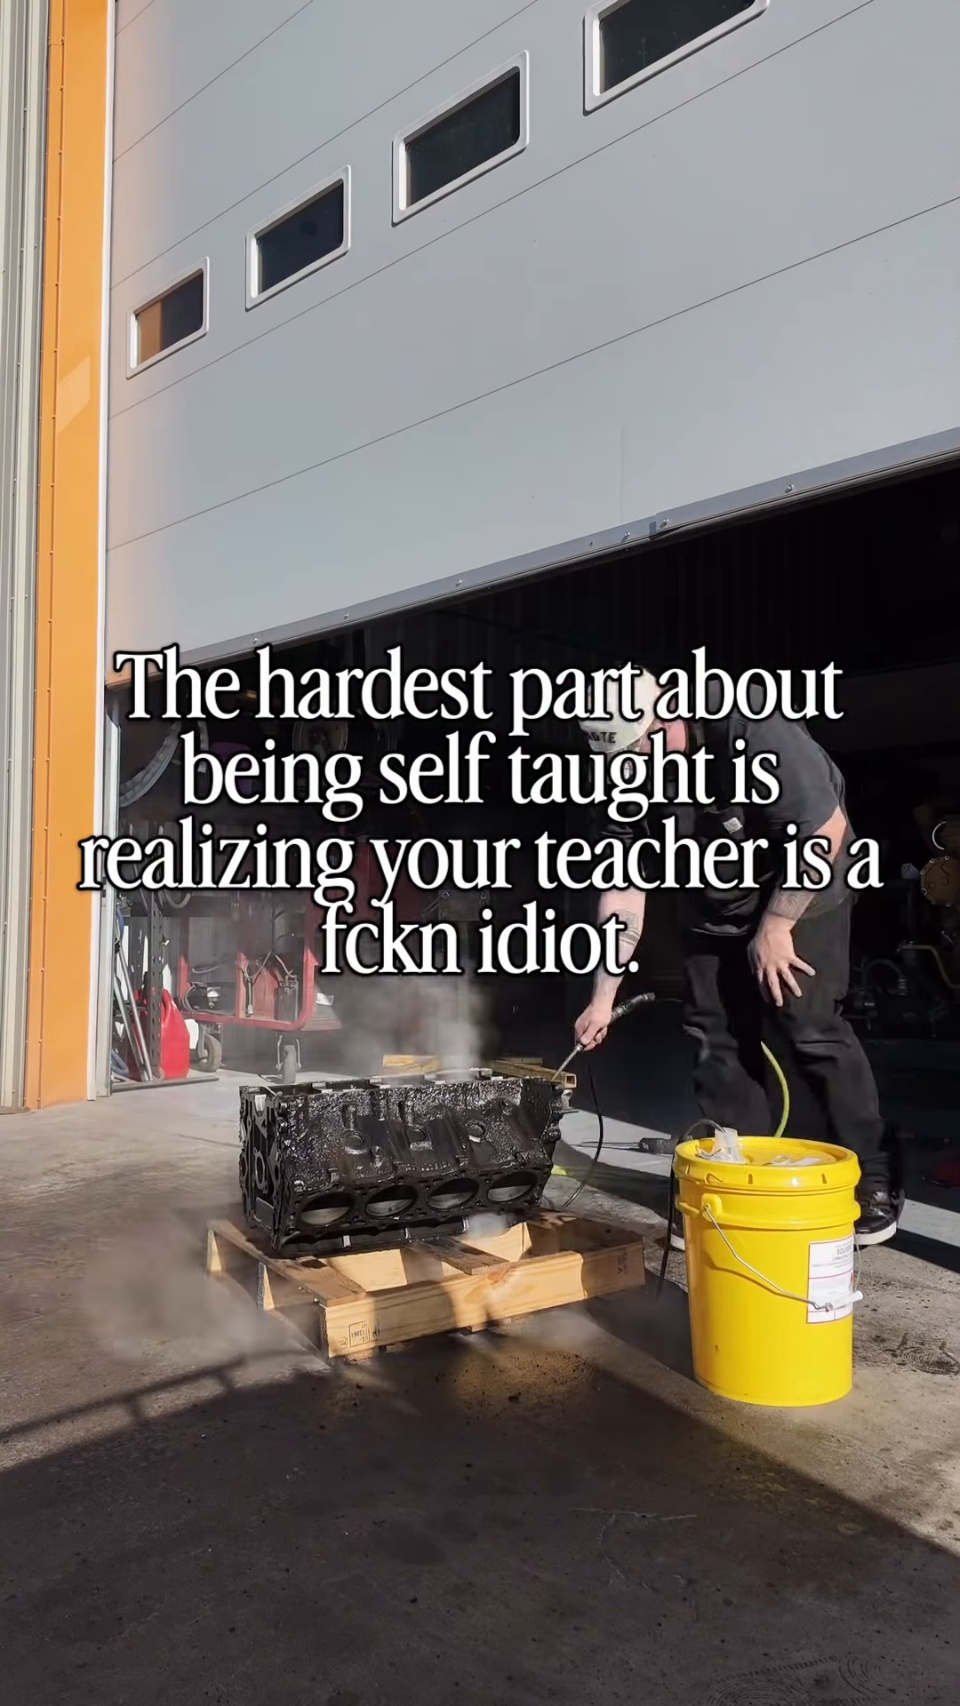 The hardest part about
being self taught is
realizing your teacher is a
fckn idiot.